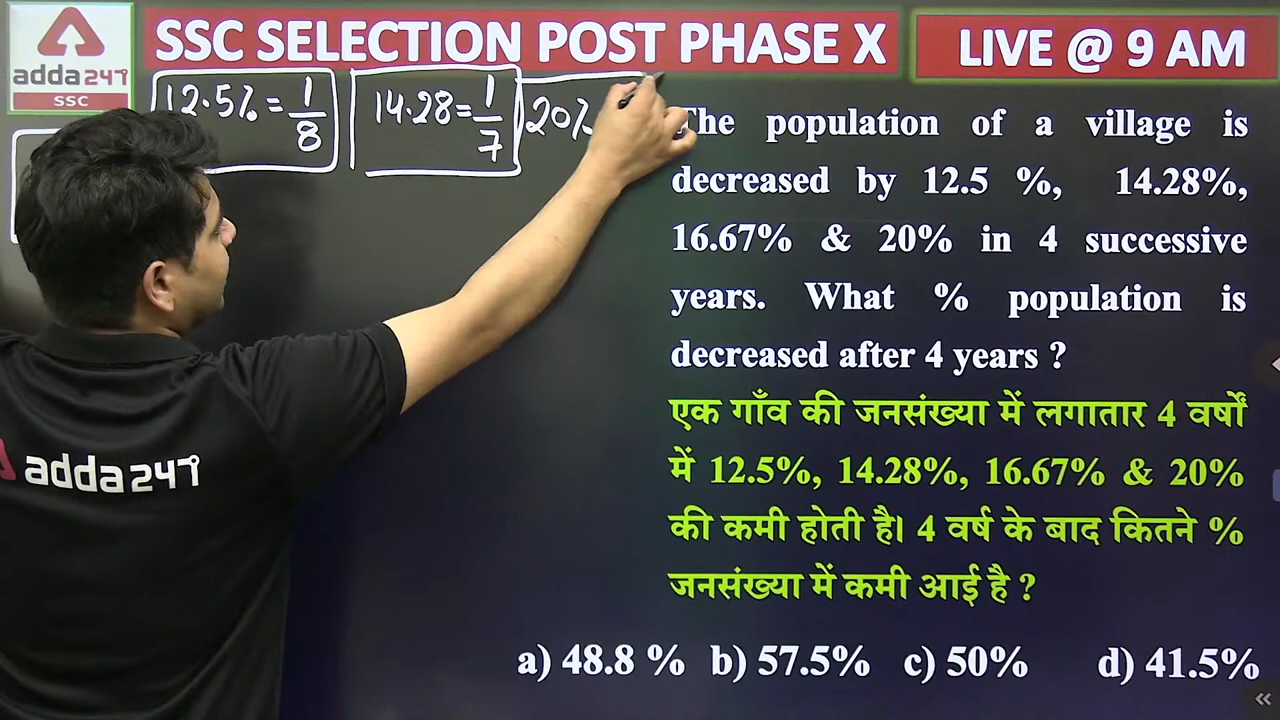 adda247
SSC
SSC SELECTION POST PHASE X
LIVE @ 9 AM
12.5% = 1/8
14.28 = 1/7
20%
The population of a village is
decreased by 12.5 %, 14.28%,
16.67% & 20% in 4 successive
years. What % population is
decreased after 4 years ?
एक गाँव की जनसंख्या में लगातार 4 वर्षों
में 12.5%, 14.28%, 16.67% & 20%
की कमी होती है। 4 वर्ष के बाद कितने %
जनसंख्या में कमी आई है ?
a) 48.8 % b) 57.5% c) 50% d) 41.5%
adda247